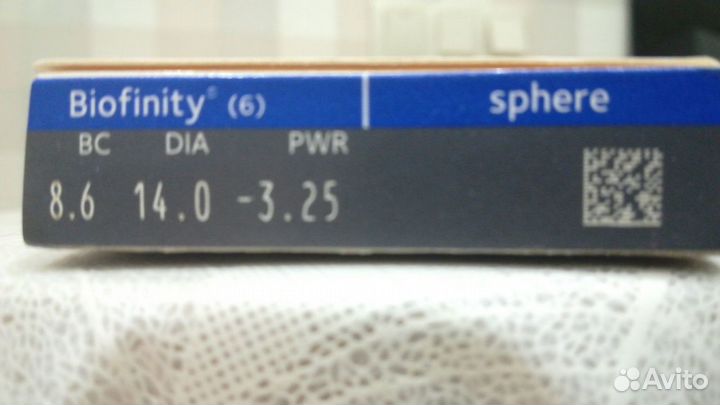 Biofinity® (6) sphere
BC DIA PWR
8.6 14.0 -3.25
Avito